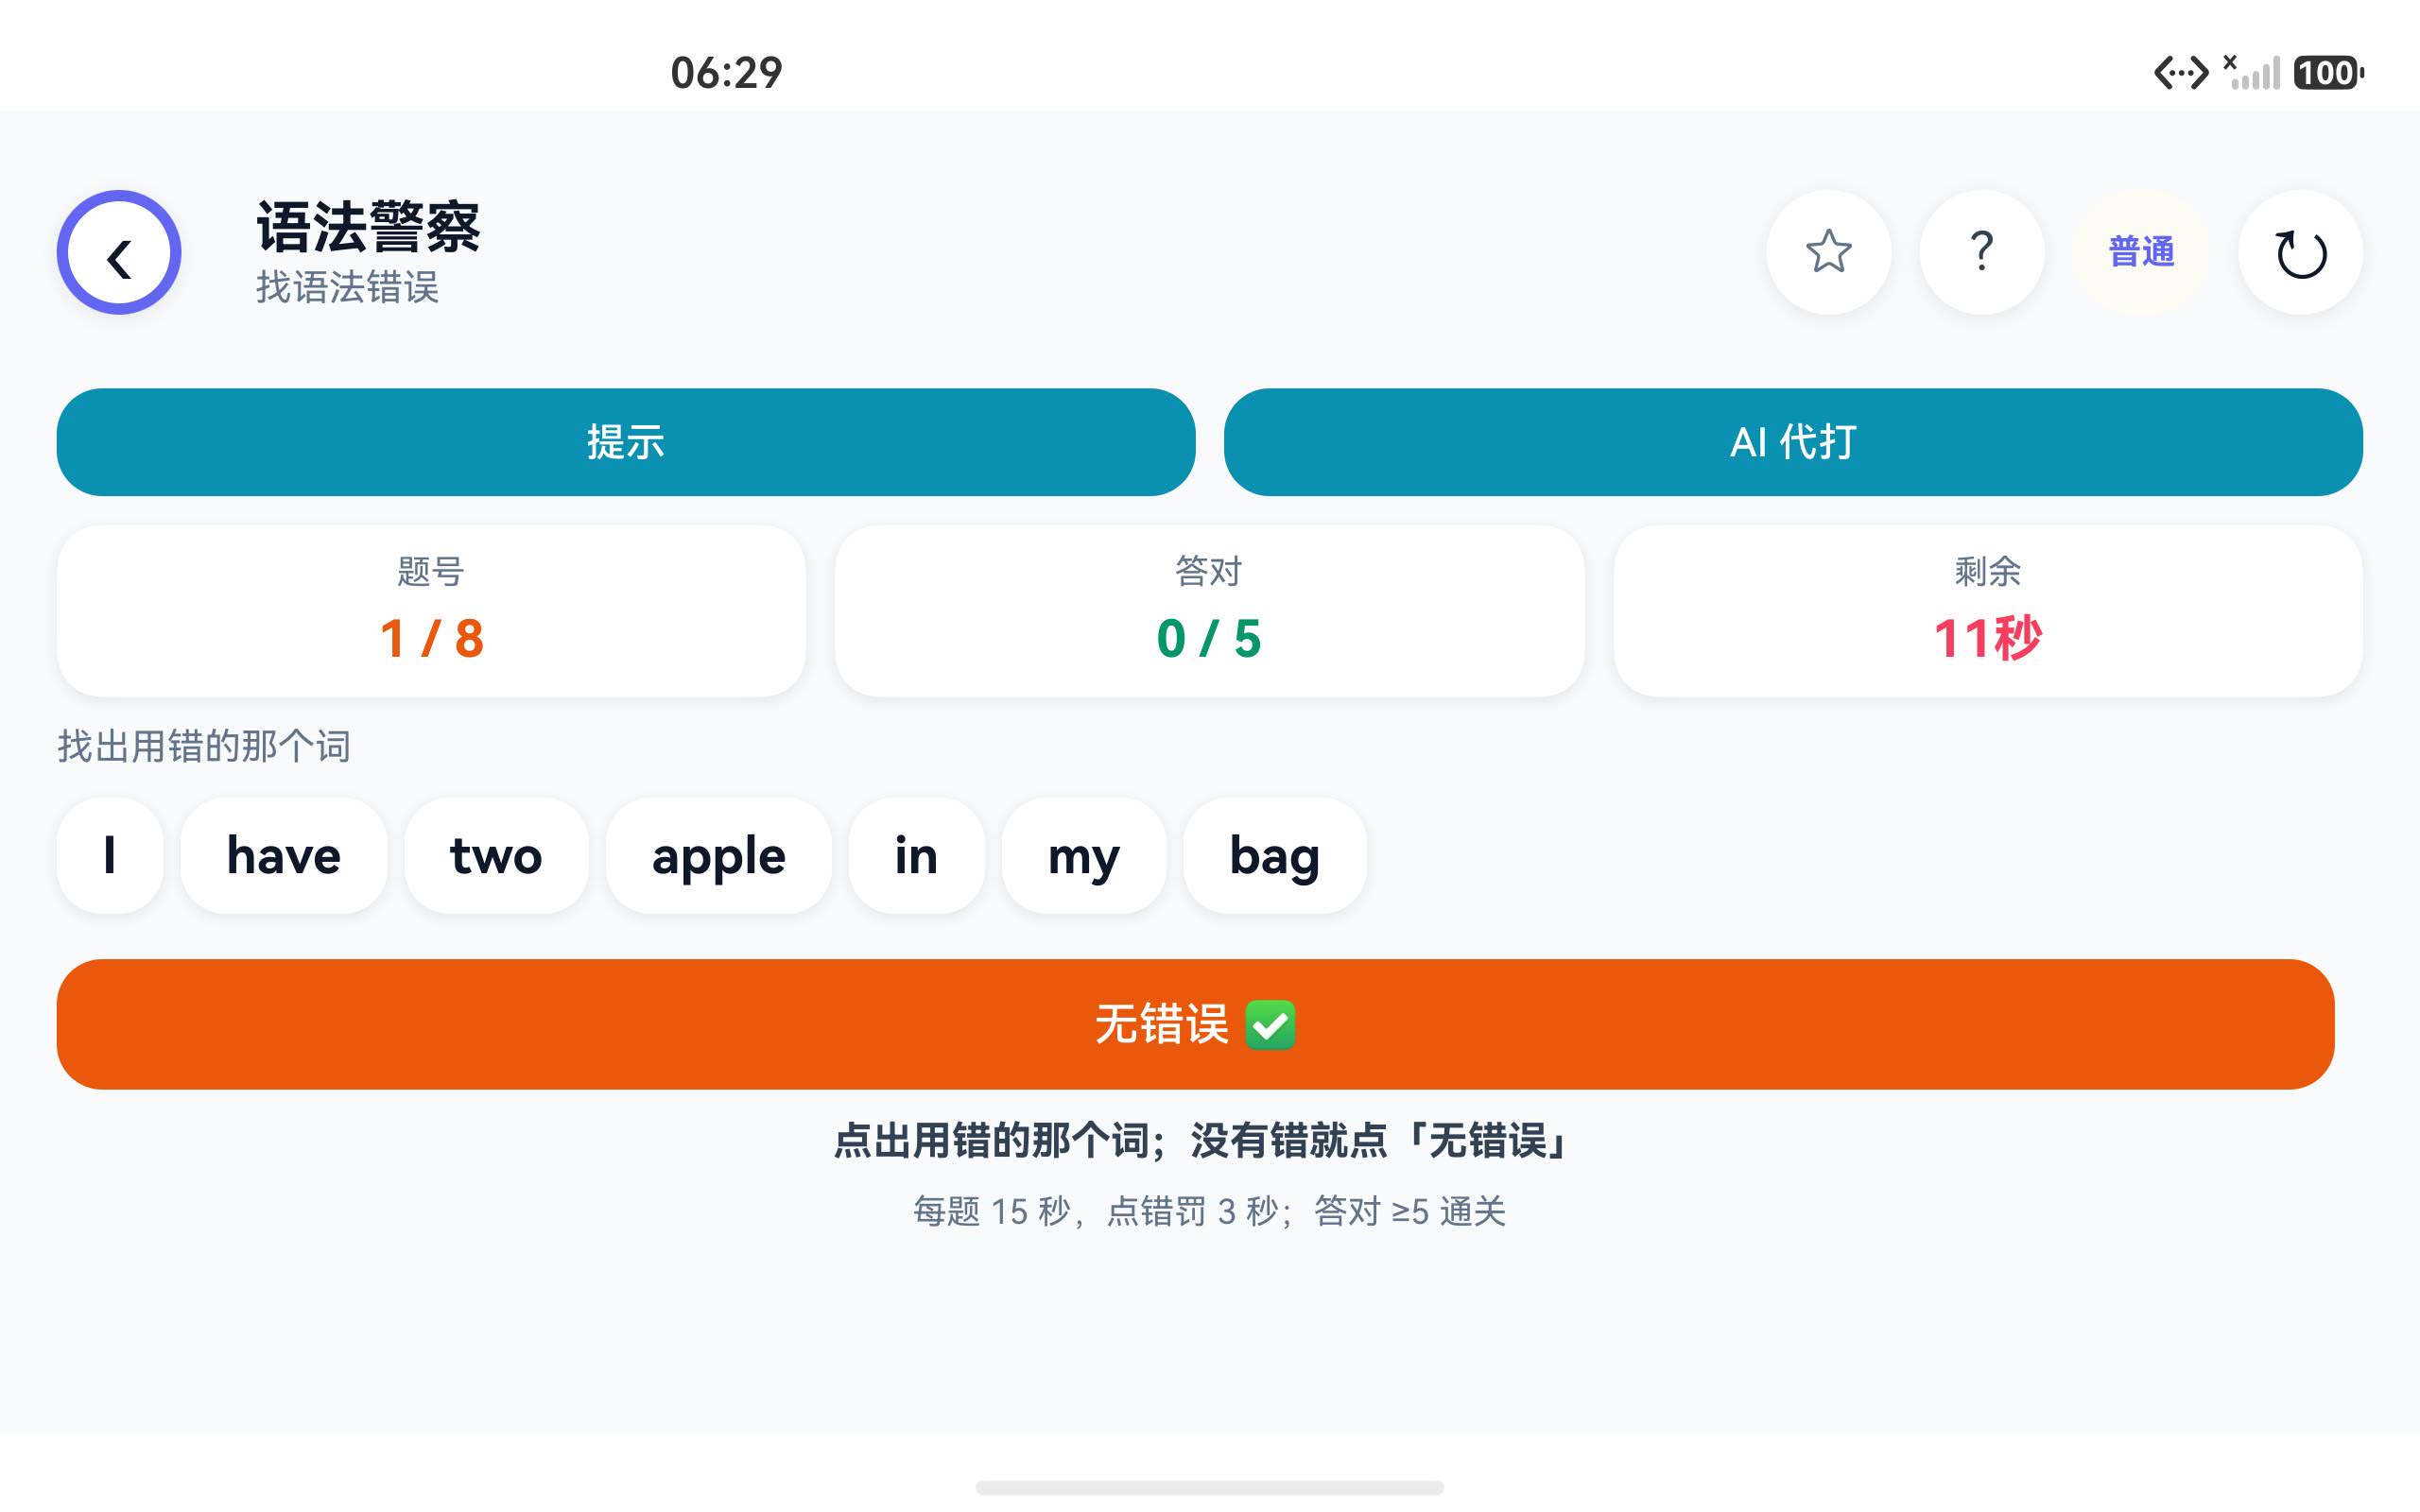 06:29
100
语法警察
找语法错误
?
普通
提示
AI 代打
题号
1 / 8
答对
0 / 5
剩余
11秒
找出用错的那个词
I have two apple in my bag
无错误 ✅
点出用错的那个词；没有错就点「无错误」
每题 15 秒，点错罚 3 秒；答对 ≥5 通关